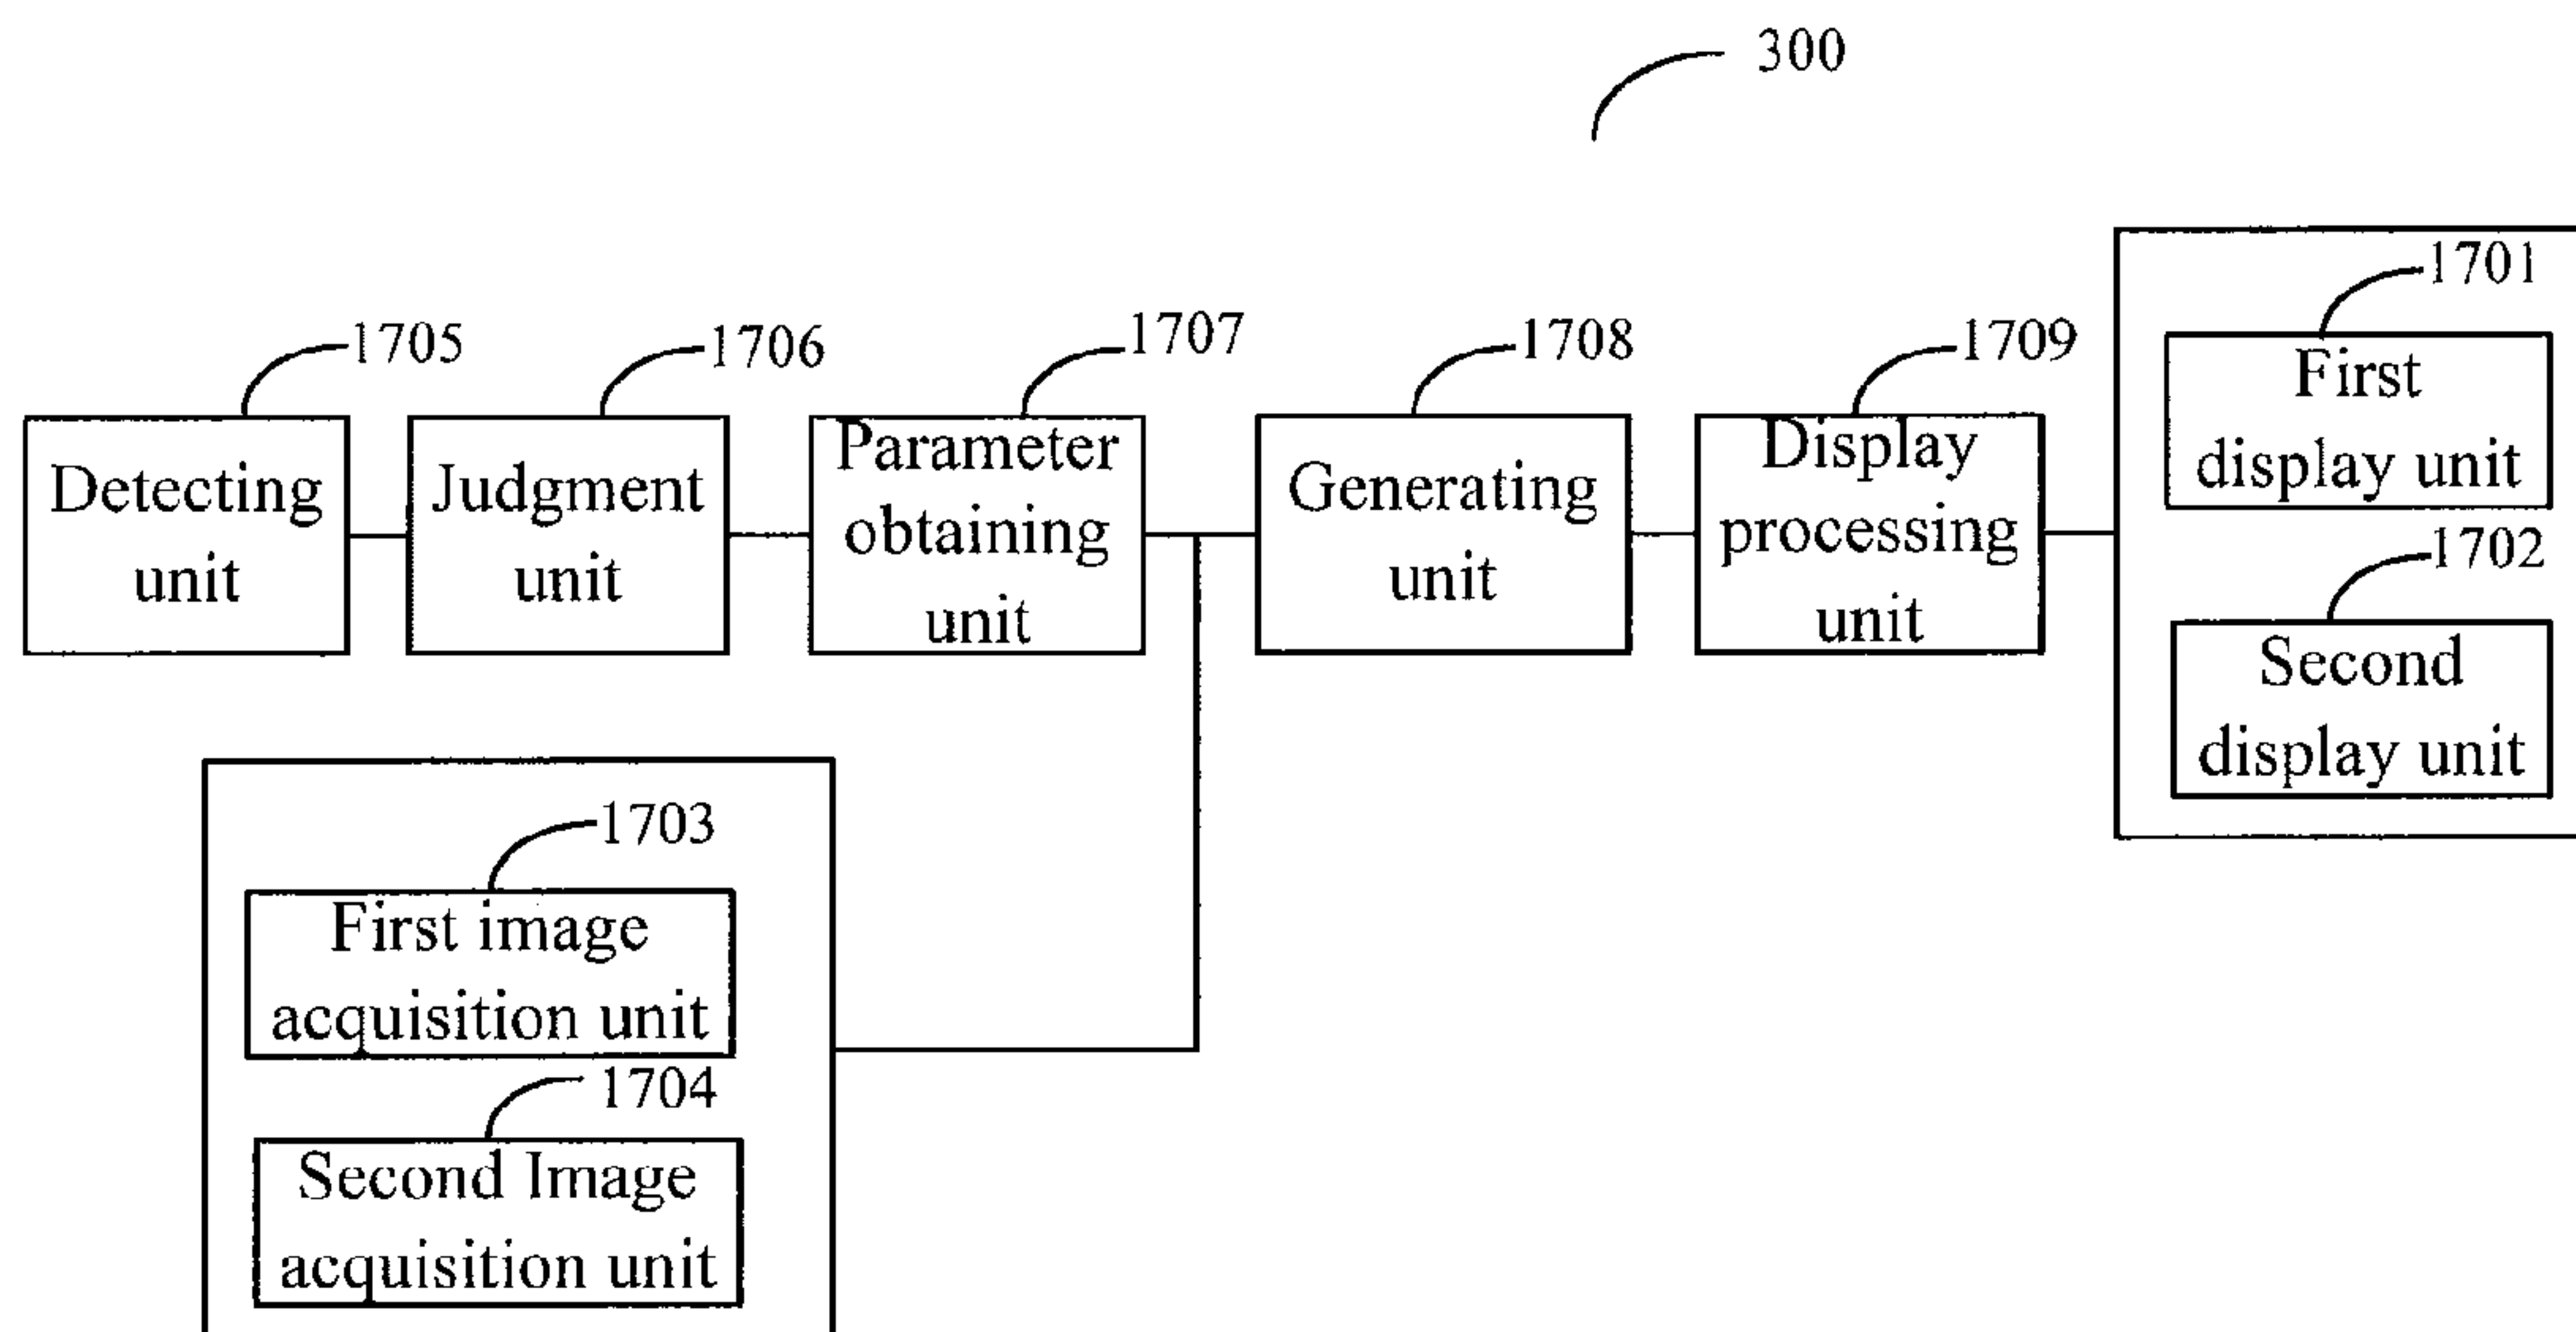 300
1701
First
display unit
1702
Second
display unit
1705
Detecting
unit
1706
Judgment
unit
1707
Parameter
obtaining
unit
1708
Generating
unit
1709
Display
processing
unit
1703
First image
acquisition unit
1704
Second Image
acquisition unit